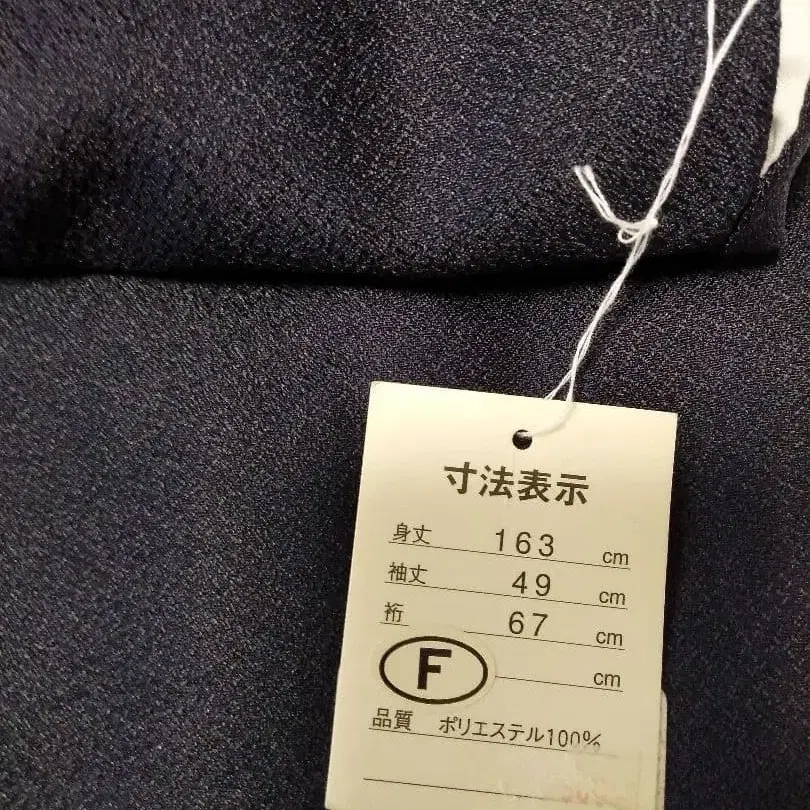 寸法表示
身丈 163 cm
袖丈 49 cm
裄 67 cm
F cm
品質 ポリエステル100%